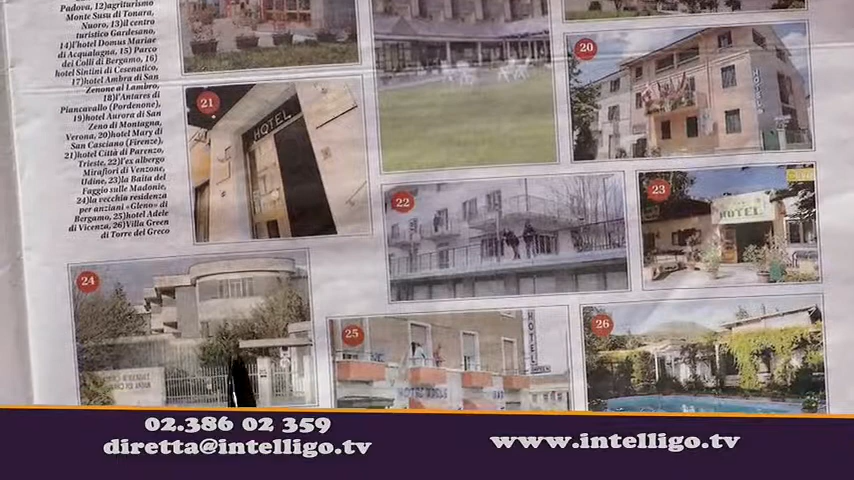 Padova, 12)agriturismo
Monte Susu di Tonara,
Nuoro, 13)il centro
turistico Gardesano,
14)l'hotel Domus Mariae
di Acqualogna, 15) Parco
dei Colli di Bergamo, 16)
hotel Sintini di Cesenatico,
17)hotel Ambra di San
Zenone al Lambro,
18)l'Antares di
Piancavallo (Pordenone),
19)hotel Aurora di San
Zeno di Montagna,
Verona, 20)hotel Mary di
San Casciano (Firenze),
21)hotel Città di Parenzo,
Trieste, 22)l'ex albergo
Miraflori di Venzone,
Udine, 23)la Baita del
Faggio sulle Madonie,
24)la vecchia residenza
per anziani «Gleno» di
Bergamo, 25)hotel Adele
di Vicenza, 26)Villa Green
di Torre del Greco
20
HOTEL
21
HOTEL
22
23
HOTEL
24
25
HOTEL
26
02.386 02 359
diretta@intelligo.tv
www.intelligo.tv